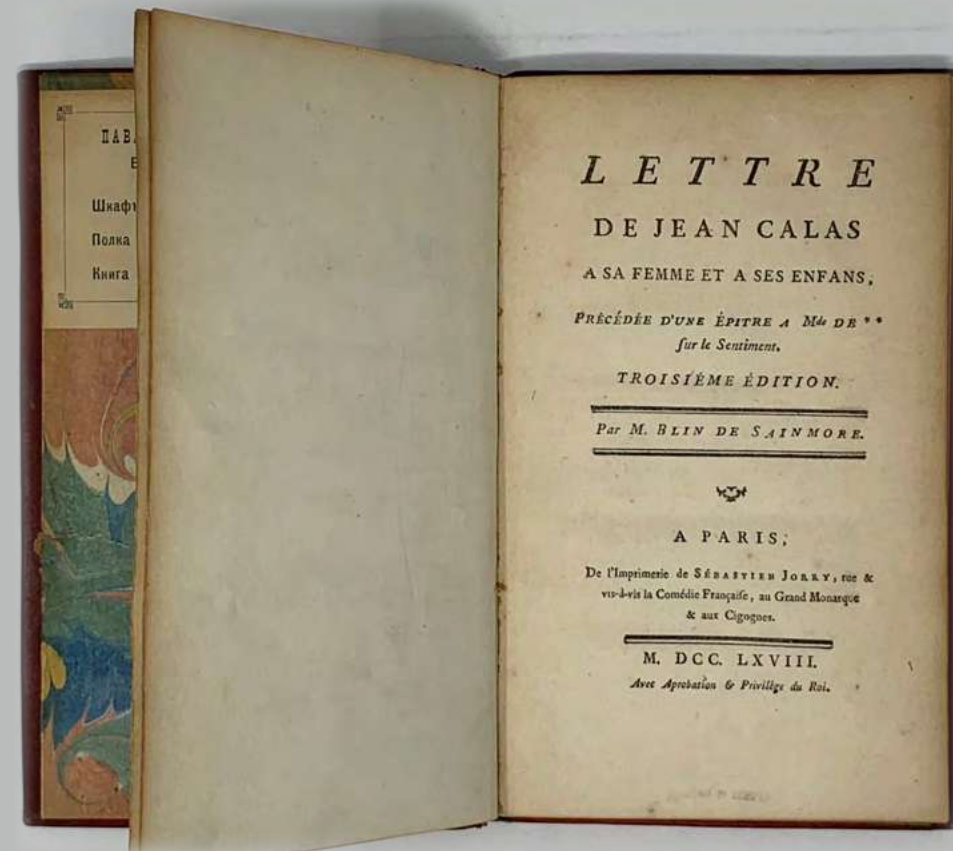 ПАВ
Шкафъ
Полка
Книга
LETTRE
DE JEAN CALAS
A SA FEMME ET A SES ENFANS,
PRÉCÉDÉE D'UNE ÉPITRE A Mde DE **
ſur le Sentiment.
TROISIÉME ÉDITION.
Par M. BLIN DE SAINMORE.
A PARIS,
De l'Imprimerie de SÉBASTIEN JORRY, rue &
vis-à-vis la Comédie Françaiſe, au Grand Monarque
& aux Cigognes.
M. DCC. LXVIII.
Avec Aprobation & Privilége du Roi.